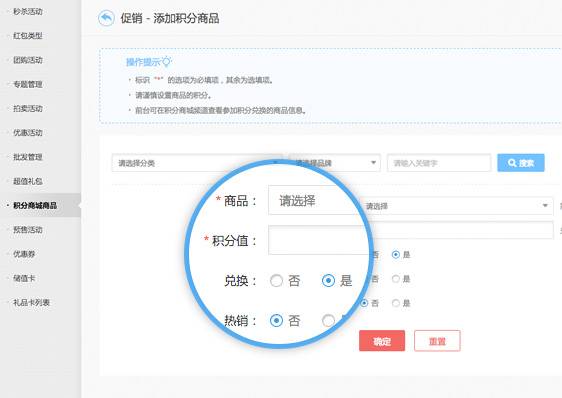 秒杀活动
红包类型
团购活动
专题管理
拍卖活动
优惠活动
批发管理
超值礼包
积分商城商品
预售活动
优惠券
储值卡
礼品卡列表
促销 - 添加积分商品
操作提示
标识 "*" 的选项为必填项，其余为选填项。
请谨慎设置商品的积分。
前台可在积分商城频道查看参加积分兑换的商品信息。
请选择分类 请选择品牌 请输入关键字 搜索
* 商品： 请选择
请选择
* 积分值：
兑换： 否 是
否 是
热销： 否
否 是
否 是
确定 重置